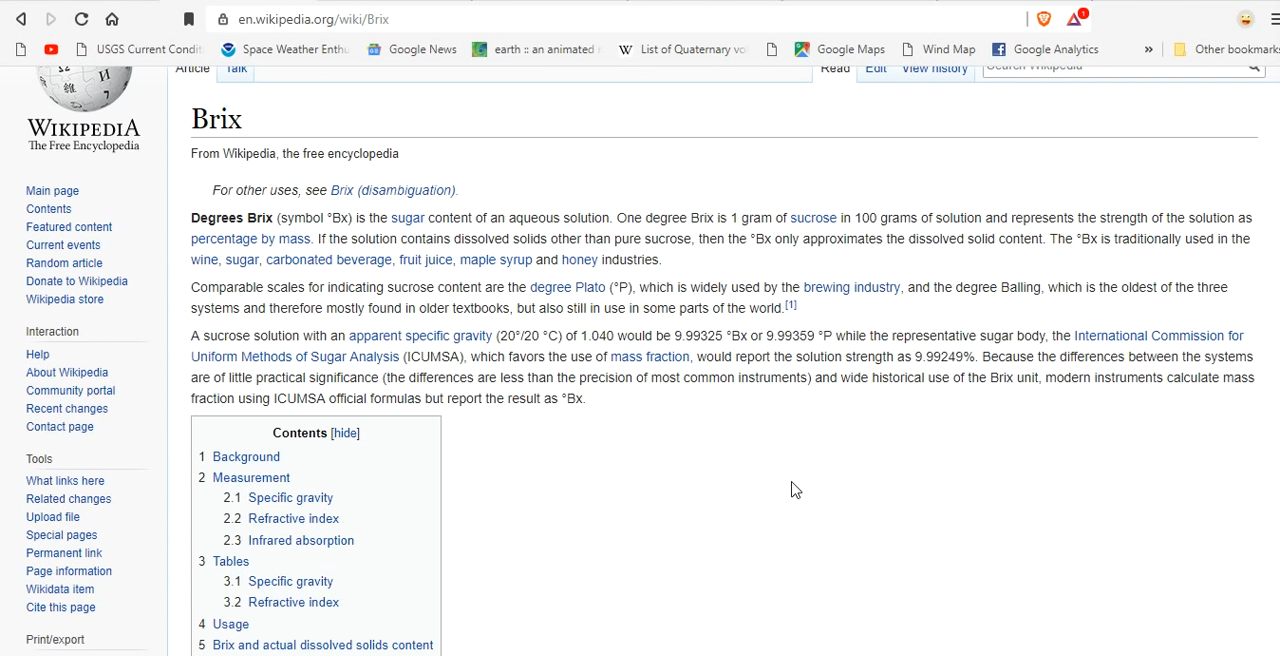 en.wikipedia.org/wiki/Brix
1
USGS Current Condit
Space Weather Enthu
Google News
earth :: an animated
List of Quaternary vo
Google Maps
Wind Map
Google Analytics
»
Other bookmarks
Article Talk Read Edit View history Search Wikipedia
WIKIPEDIA
The Free Encyclopedia
Main page
Contents
Featured content
Current events
Random article
Donate to Wikipedia
Wikipedia store
Interaction
Help
About Wikipedia
Community portal
Recent changes
Contact page
Tools
What links here
Related changes
Upload file
Special pages
Permanent link
Page information
Wikidata item
Cite this page
Print/export
Brix
From Wikipedia, the free encyclopedia
For other uses, see Brix (disambiguation).
Degrees Brix (symbol °Bx) is the sugar content of an aqueous solution. One degree Brix is 1 gram of sucrose in 100 grams of solution and represents the strength of the solution as
percentage by mass. If the solution contains dissolved solids other than pure sucrose, then the °Bx only approximates the dissolved solid content. The °Bx is traditionally used in the
wine, sugar, carbonated beverage, fruit juice, maple syrup and honey industries.
Comparable scales for indicating sucrose content are the degree Plato (°P), which is widely used by the brewing industry, and the degree Balling, which is the oldest of the three
systems and therefore mostly found in older textbooks, but also still in use in some parts of the world.[1]
A sucrose solution with an apparent specific gravity (20°/20 °C) of 1.040 would be 9.99325 °Bx or 9.99359 °P while the representative sugar body, the International Commission for
Uniform Methods of Sugar Analysis (ICUMSA), which favors the use of mass fraction, would report the solution strength as 9.99249%. Because the differences between the systems
are of little practical significance (the differences are less than the precision of most common instruments) and wide historical use of the Brix unit, modern instruments calculate mass
fraction using ICUMSA official formulas but report the result as °Bx.
Contents [hide]
1 Background
2 Measurement
2.1 Specific gravity
2.2 Refractive index
2.3 Infrared absorption
3 Tables
3.1 Specific gravity
3.2 Refractive index
4 Usage
5 Brix and actual dissolved solids content